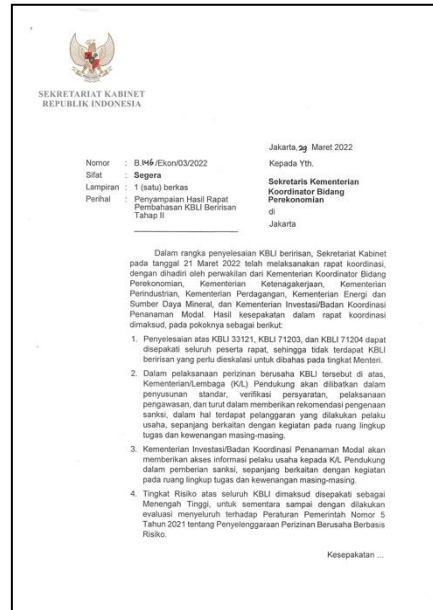 SEKRETARIAT KABINET
REPUBLIK INDONESIA
Jakarta, 29 Maret 2022
Nomor : B.146/Ekon/03/2022
Sifat : Segera
Lampiran : 1 (satu) berkas
Perihal : Penyampaian Hasil Rapat
Pembahasan KBLI Beririsan
Tahap II
Kepada Yth.
Sekretaris Kementerian
Koordinator Bidang
Perekonomian
di
Jakarta
Dalam rangka penyelesaian KBLI beririsan, Sekretariat Kabinet
pada tanggal 21 Maret 2022 telah melaksanakan rapat koordinasi,
dengan dihadiri oleh perwakilan dari Kementerian Koordinator Bidang
Perekonomian, Kementerian Ketenagakerjaan, Kementerian
Perindustrian, Kementerian Perdagangan, Kementerian Energi dan
Sumber Daya Mineral, dan Kementerian Investasi/Badan Koordinasi
Penanaman Modal. Hasil kesepakatan dalam rapat koordinasi
dimaksud, pada pokoknya sebagai berikut:
1. Penyelesaian atas KBLI 33121, KBLI 71203, dan KBLI 71204 dapat
disepakati seluruh peserta rapat, sehingga tidak terdapat KBLI
beririsan yang perlu dieskalasi untuk dibahas pada tingkat Menteri.
2. Dalam pelaksanaan perizinan berusaha KBLI tersebut di atas,
Kementerian/Lembaga (K/L) Pendukung akan dilibatkan dalam
penyusunan standar, verifikasi persyaratan, pelaksanaan
pengawasan, dan turut dalam memberikan rekomendasi pengenaan
sanksi, dalam hal terdapat pelanggaran yang dilakukan pelaku
usaha, sepanjang berkaitan dengan kegiatan pada ruang lingkup
tugas dan kewenangan masing-masing.
3. Kementerian Investasi/Badan Koordinasi Penanaman Modal akan
memberikan akses informasi pelaku usaha kepada K/L Pendukung
dalam pemberian sanksi, sepanjang berkaitan dengan kegiatan
pada ruang lingkup tugas dan kewenangan masing-masing.
4. Tingkat Risiko atas seluruh KBLI dimaksud disepakati sebagai
Menengah Tinggi, untuk sementara sampai dengan dilakukan
evaluasi menyeluruh terhadap Peraturan Pemerintah Nomor 5
Tahun 2021 tentang Penyelenggaraan Perizinan Berusaha Berbasis
Risiko.
Kesepakatan ...